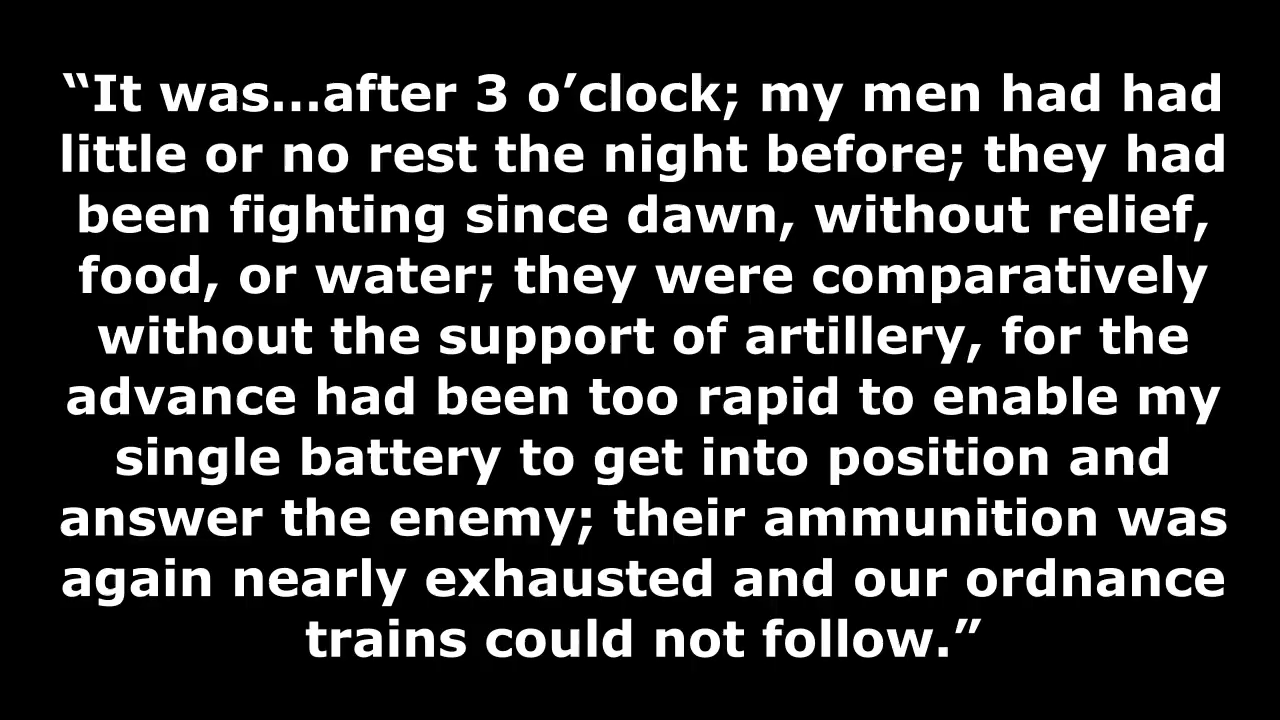 “It was…after 3 o’clock; my men had had
little or no rest the night before; they had
been fighting since dawn, without relief,
food, or water; they were comparatively
without the support of artillery, for the
advance had been too rapid to enable my
single battery to get into position and
answer the enemy; their ammunition was
again nearly exhausted and our ordnance
trains could not follow.”